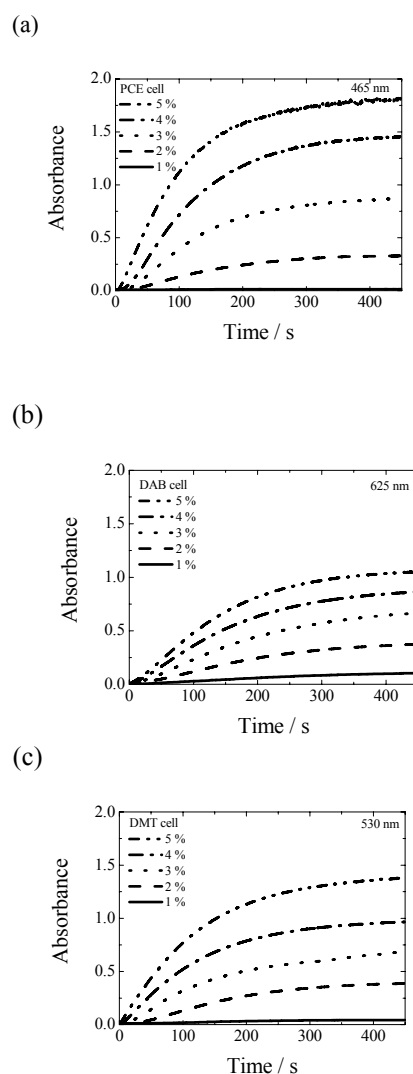 (a)
2.0
PCE cell
465 nm
5 %
4 %
3 %
2 %
1 %
1.5
1.0
0.5
0.0
0 100 200 300 400
Absorbance
Time / s
(b)
2.0
DAB cell
625 nm
5 %
4 %
3 %
2 %
1 %
1.5
1.0
0.5
0.0
0 100 200 300 400
Absorbance
Time / s
(c)
2.0
DMT cell
530 nm
5 %
4 %
3 %
2 %
1 %
1.5
1.0
0.5
0.0
0 100 200 300 400
Absorbance
Time / s